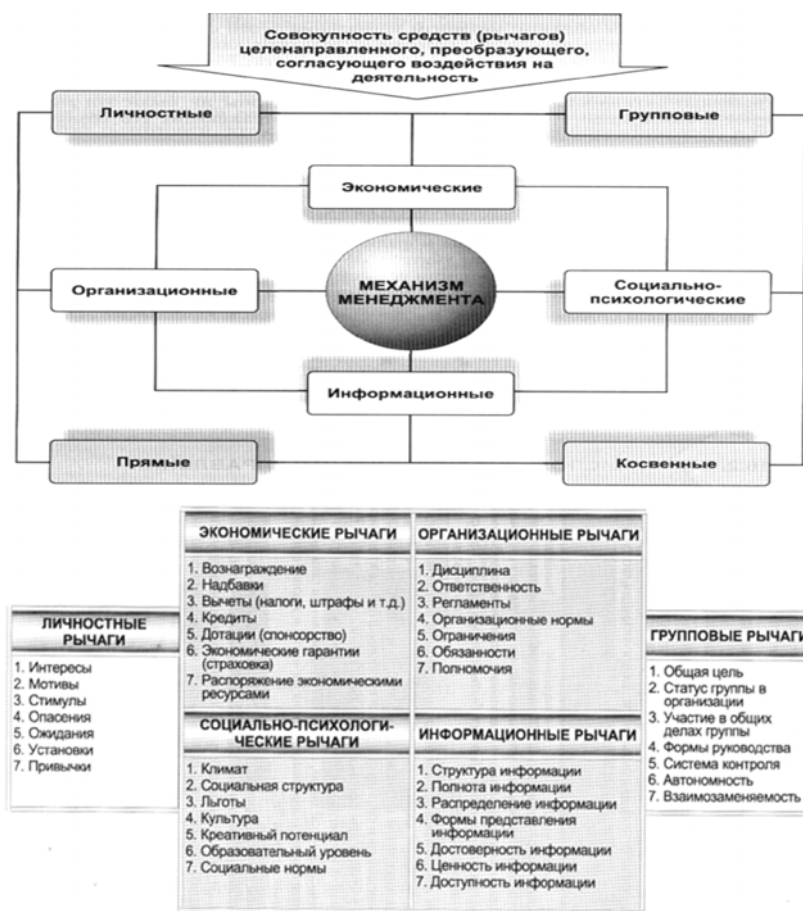 Совокупность средств (рычагов)
целенаправленного, преобразующего,
согласующего воздействия на
деятельность
Личностные
Групповые
Экономические
Организационные
МЕХАНИЗМ
МЕНЕДЖМЕНТА
Социально-
психологические
Информационные
Прямые
Косвенные
ЛИЧНОСТНЫЕ
РЫЧАГИ
1. Интересы
2. Мотивы
3. Стимулы
4. Опасения
5. Ожидания
6. Установки
7. Привычки
ЭКОНОМИЧЕСКИЕ РЫЧАГИ
1. Вознаграждение
2. Надбавки
3. Вычеты (налоги, штрафы и т.д.)
4. Кредиты
5. Дотации (спонсорство)
6. Экономические гарантии
(страховка)
7. Распоряжение экономическими
ресурсами
ОРГАНИЗАЦИОННЫЕ РЫЧАГИ
1. Дисциплина
2. Ответственность
3. Регламенты
4. Организационные нормы
5. Ограничения
6. Обязанности
7. Полномочия
СОЦИАЛЬНО-ПСИХОЛОГИ-
ЧЕСКИЕ РЫЧАГИ
1. Климат
2. Социальная структура
3. Льготы
4. Культура
5. Креативный потенциал
6. Образовательный уровень
7. Социальные нормы
ИНФОРМАЦИОННЫЕ РЫЧАГИ
1. Структура информации
2. Полнота информации
3. Распределение информации
4. Формы представления
информации
5. Достоверность информации
6. Ценность информации
7. Доступность информации
ГРУППОВЫЕ РЫЧАГИ
1. Общая цель
2. Статус группы в
организации
3. Участие в общих
делах группы
4. Формы руководства
5. Система контроля
6. Автономность
7. Взаимозаменяемость